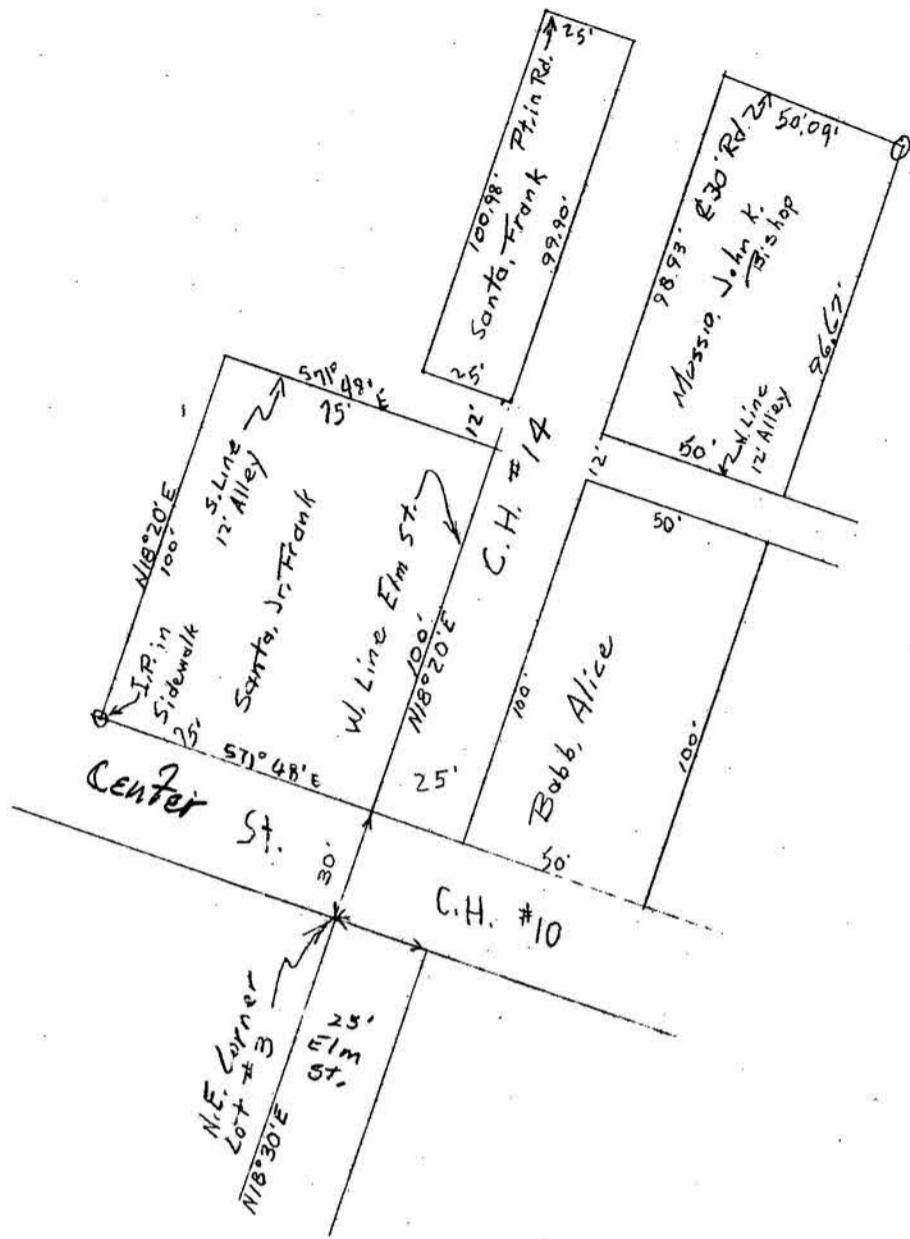 25'
100.98'
Santa, Frank
Pt. in Rd.
99.90'
25'
50.09'
98.93'
℄ 30' Rd.
Mussio, John K.
Bishop
96.67'
50'
N. Line
12' Alley
12'
S71° 48' E
75'
S. Line
12' Alley
12'
N18°20'E
100'
Santa, Jr. Frank
W. Line Elm St.
100'
N18°20'E
C.H. #14
I.P. in
Sidewalk
75'
S71° 48' E
25'
50'
100'
Babb, Alice
100'
50'
Center
St.
30'
C.H. #10
N.E. Corner
Lot #3
N18°30'E
25'
Elm
St.